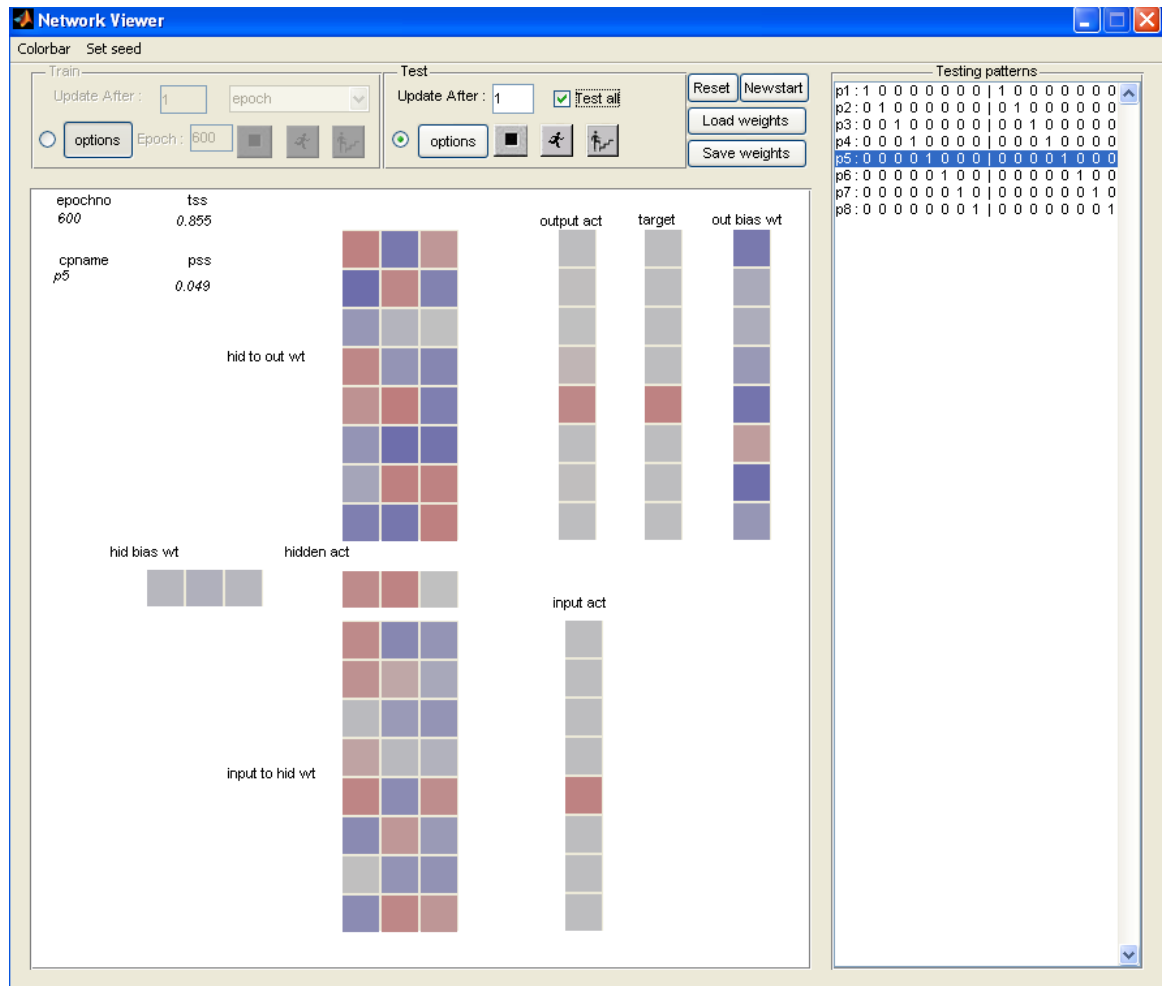 Network Viewer
Colorbar Set seed
Train
Update After : 1 epoch
options Epoch : 600
Test
Update After : 1 Test all
options
Reset Newstart
Load weights
Save weights
Testing patterns
p1 : 1 0 0 0 0 0 0 0 | 1 0 0 0 0 0 0 0
p2 : 0 1 0 0 0 0 0 0 | 0 1 0 0 0 0 0 0
p3 : 0 0 1 0 0 0 0 0 | 0 0 1 0 0 0 0 0
p4 : 0 0 0 1 0 0 0 0 | 0 0 0 1 0 0 0 0
p5 : 0 0 0 0 1 0 0 0 | 0 0 0 0 1 0 0 0
p6 : 0 0 0 0 0 1 0 0 | 0 0 0 0 0 1 0 0
p7 : 0 0 0 0 0 0 1 0 | 0 0 0 0 0 0 1 0
p8 : 0 0 0 0 0 0 0 1 | 0 0 0 0 0 0 0 1
epochno tss
600 0.855
cpname pss
p5 0.049
output act target out bias wt
hid to out wt
hid bias wt hidden act
input act
input to hid wt